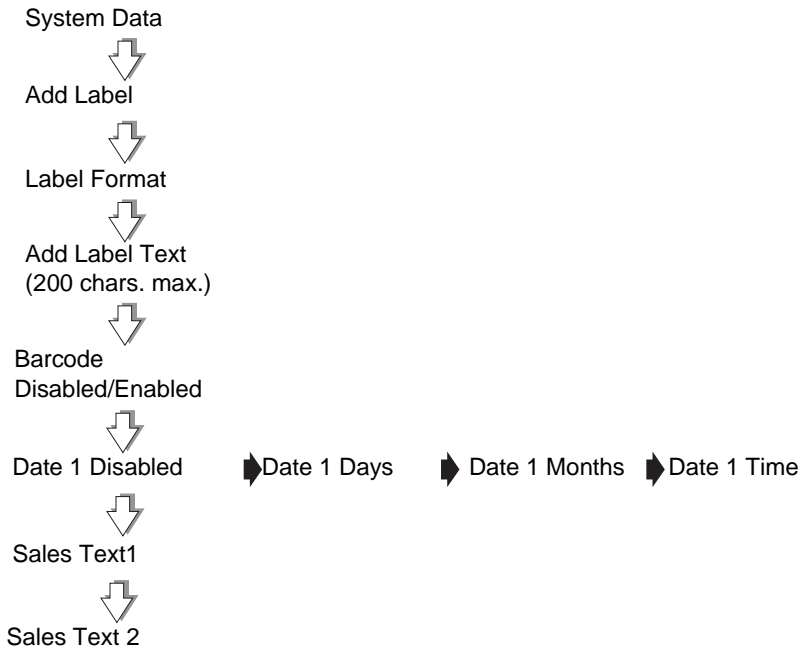 System Data
Add Label
Label Format
Add Label Text
(200 chars. max.)
Barcode
Disabled/Enabled
Date 1 Disabled Date 1 Days Date 1 Months Date 1 Time
Sales Text1
Sales Text 2